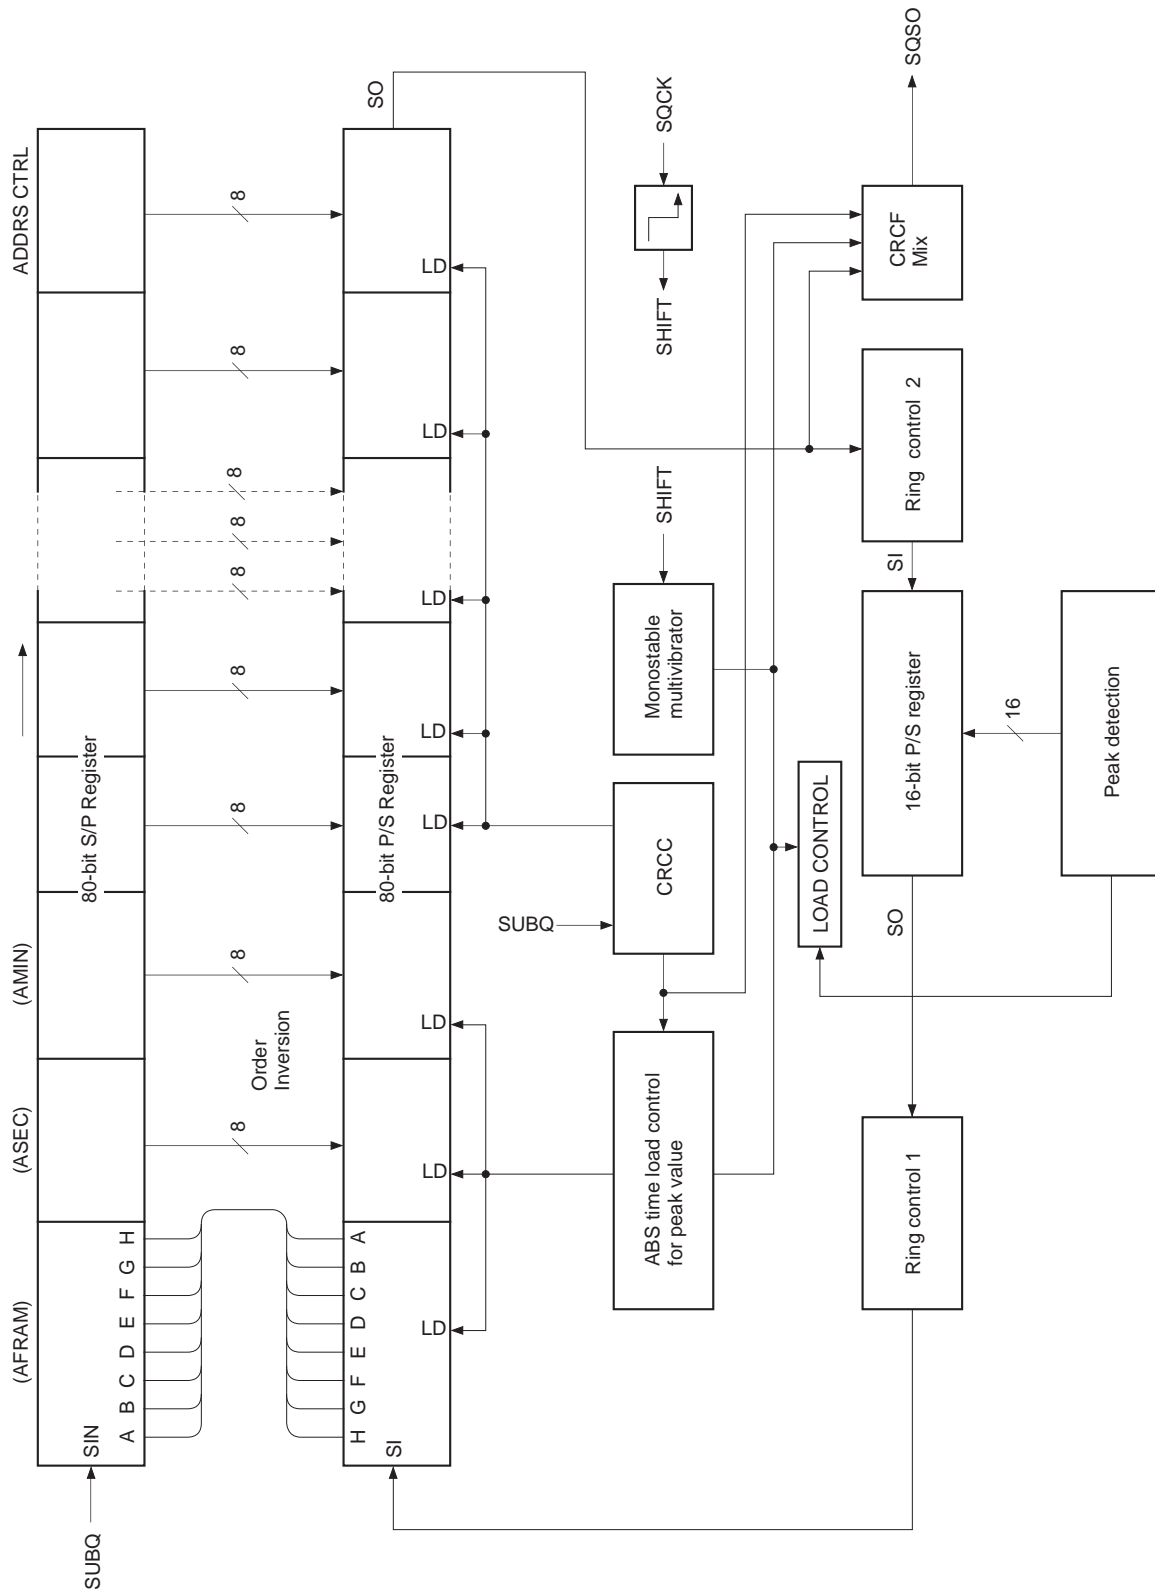 (AFRAM)
(ASEC)
(AMIN)
ADDRS CTRL
SUBQ
SIN
80-bit S/P Register
A B C D E F G H
8
8
8
8
8
8
8
8
8
Order
Inversion
H G F E D C B A
SI
80-bit P/S Register
SO
LD
LD
LD
LD
LD
LD
LD
LD
SUBQ
ABS time load control
for peak value
CRCC
Monostable
multivibrator
SHIFT
SHIFT
SQCK
LOAD CONTROL
Ring control 1
SO
16-bit P/S register
SI
Ring control 2
CRCF
Mix
SQSO
16
Peak detection